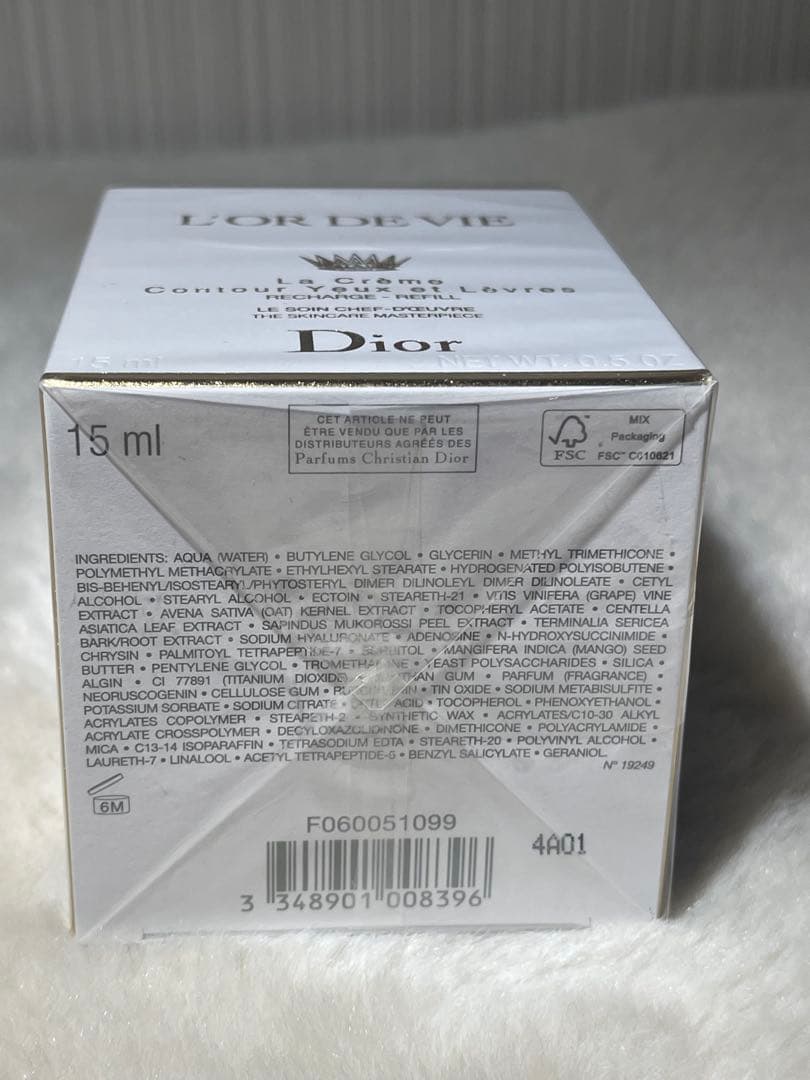 L'OR DE VIE
La Crème
Contour Yeux et Lèvres
RECHARGE - REFILL
LE SOIN CHEF-D'ŒUVRE
THE SKINCARE MASTERPIECE
Dior
15 ml NET WT. 0.5 OZ
15 ml
CET ARTICLE NE PEUT
ÊTRE VENDU QUE PAR LES
DISTRIBUTEURS AGRÉÉS DES
Parfums Christian Dior
FSC
MIX
Packaging
FSC™ C010621
INGREDIENTS: AQUA (WATER) • BUTYLENE GLYCOL • GLYCERIN • METHYL TRIMETHICONE •
POLYMETHYL METHACRYLATE • ETHYLHEXYL STEARATE • HYDROGENATED POLYISOBUTENE •
BIS-BEHENYL/ISOSTEARYL/PHYTOSTERYL DIMER DILINOLEYL DIMER DILINOLEATE • CETYL
ALCOHOL • STEARYL ALCOHOL • ECTOIN • STEARETH-21 • VITIS VINIFERA (GRAPE) VINE
EXTRACT • AVENA SATIVA (OAT) KERNEL EXTRACT • TOCOPHERYL ACETATE • CENTELLA
ASIATICA LEAF EXTRACT • SAPINDUS MUKOROSSI PEEL EXTRACT • TERMINALIA SERICEA
BARK/ROOT EXTRACT • SODIUM HYALURONATE • ADENOSINE • N-HYDROXYSUCCINIMIDE •
CHRYSIN • PALMITOYL TETRAPEPTIDE-7 • SORBITOL • MANGIFERA INDICA (MANGO) SEED
BUTTER • PENTYLENE GLYCOL • TROMETHAMINE • YEAST POLYSACCHARIDES • SILICA •
ALGIN • CI 77891 (TITANIUM DIOXIDE) • XANTHAN GUM • PARFUM (FRAGRANCE) •
NEORUSCOGENIN • CELLULOSE GUM • • TIN OXIDE • SODIUM METABISULFITE •
POTASSIUM SORBATE • SODIUM CITRATE • ACID • TOCOPHEROL • PHENOXYETHANOL •
ACRYLATES COPOLYMER • STEARETH-2 • SYNTHETIC WAX • ACRYLATES/C10-30 ALKYL
ACRYLATE CROSSPOLYMER • DECYLOXAZOLIDINONE • DIMETHICONE • POLYACRYLAMIDE •
MICA • C13-14 ISOPARAFFIN • TETRASODIUM EDTA • STEARETH-20 • POLYVINYL ALCOHOL •
LAURETH-7 • LINALOOL • ACETYL TETRAPEPTIDE-5 • BENZYL SALICYLATE • GERANIOL.
N° 19249
6M
F060051099
4A01
3 348901 008396